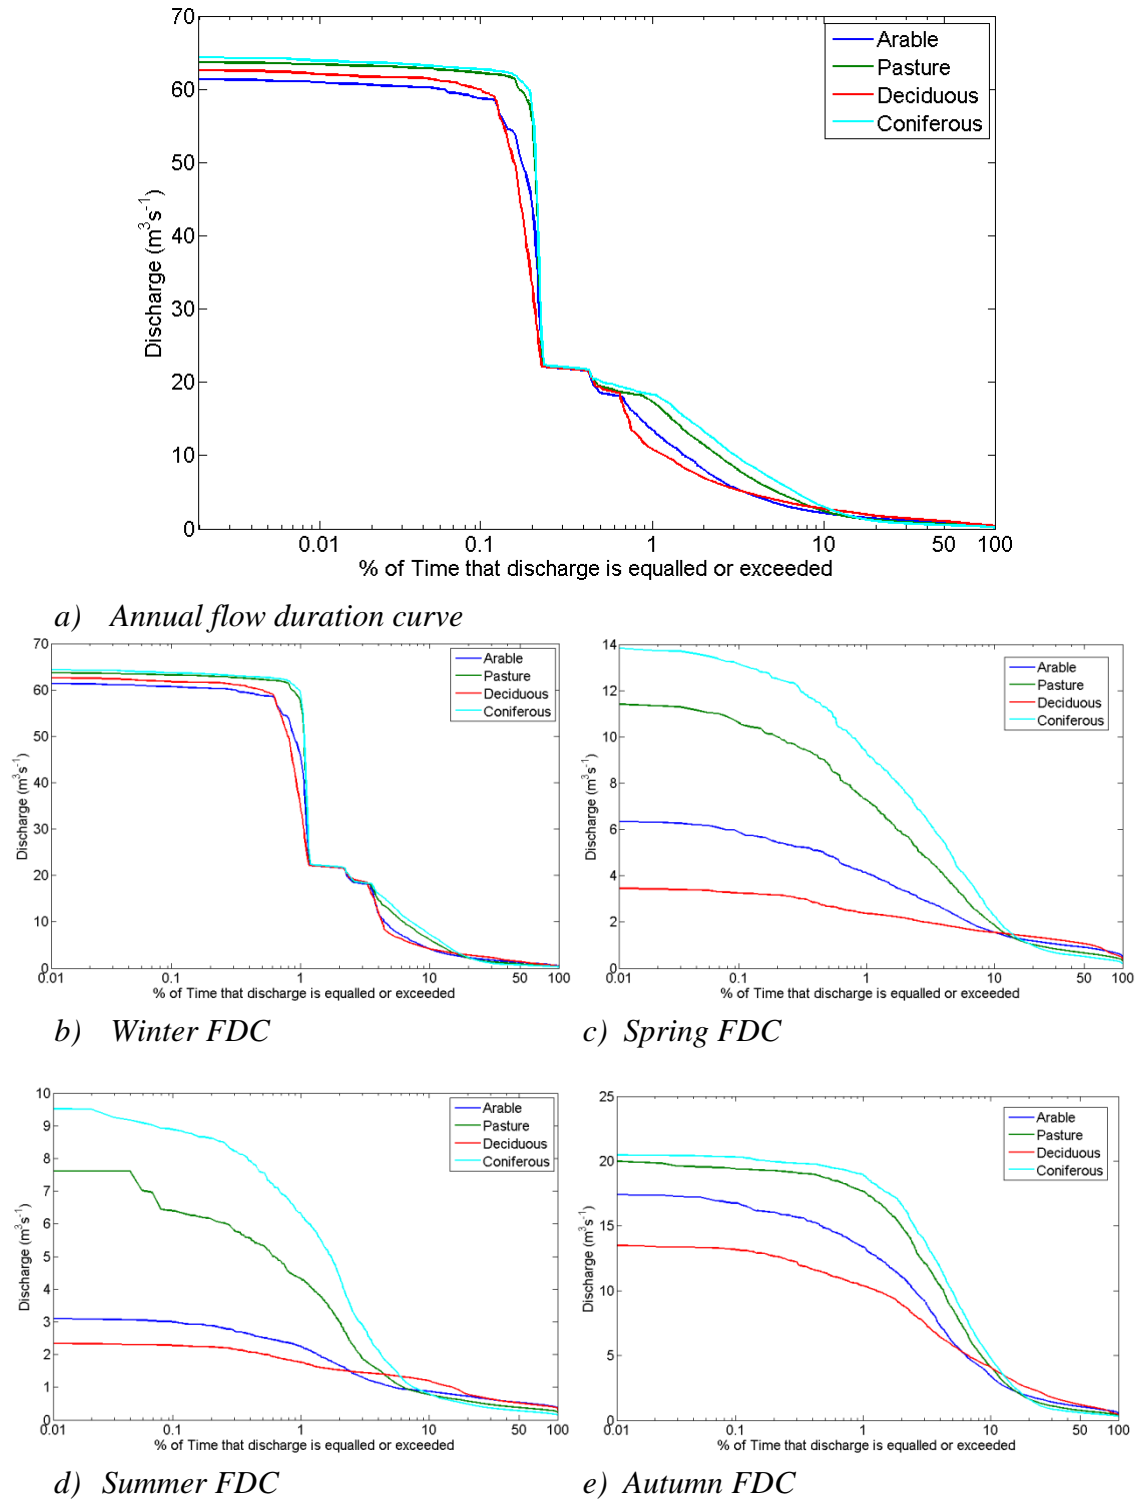 70
60
50
40
30
20
10
0
Discharge (m³s⁻¹)
Arable
Pasture
Deciduous
Coniferous
0.01 0.1 1 10 50 100
% of Time that discharge is equalled or exceeded
a) Annual flow duration curve
70
60
50
40
30
20
10
0
Discharge (m³s⁻¹)
Arable
Pasture
Deciduous
Coniferous
0.01 0.1 1 10 50 100
% of Time that discharge is equalled or exceeded
b) Winter FDC
14
12
10
8
6
4
2
0
Discharge (m³s⁻¹)
Arable
Pasture
Deciduous
Coniferous
0.01 0.1 1 10 50 100
% of Time that discharge is equalled or exceeded
c) Spring FDC
10
9
8
7
6
5
4
3
2
1
0
Discharge (m³s⁻¹)
Arable
Pasture
Deciduous
Coniferous
0.01 0.1 1 10 50 100
% of Time that discharge is equalled or exceeded
d) Summer FDC
25
20
15
10
5
0
Discharge (m³s⁻¹)
Arable
Pasture
Deciduous
Coniferous
0.01 0.1 1 10 50 100
% of Time that discharge is equalled or exceeded
e) Autumn FDC